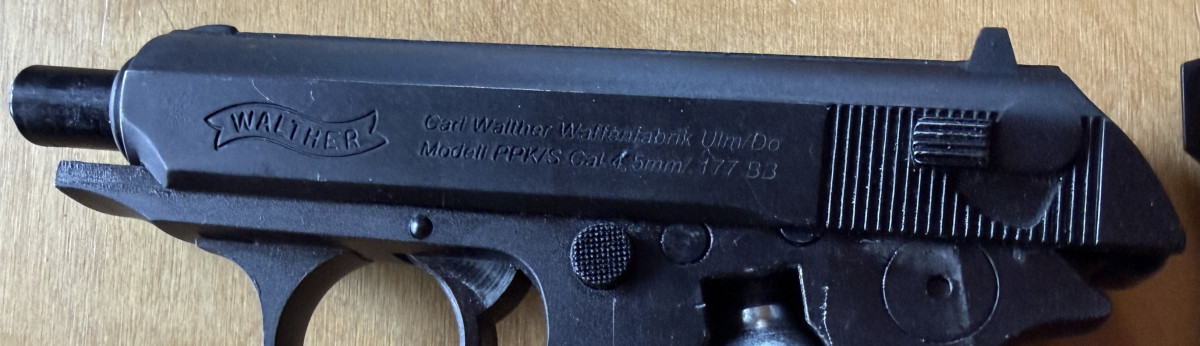 WALTHER
Carl Walther Waffenfabrik Ulm/Do
Modell PPK/S Cal 4,5mm/.177 BB